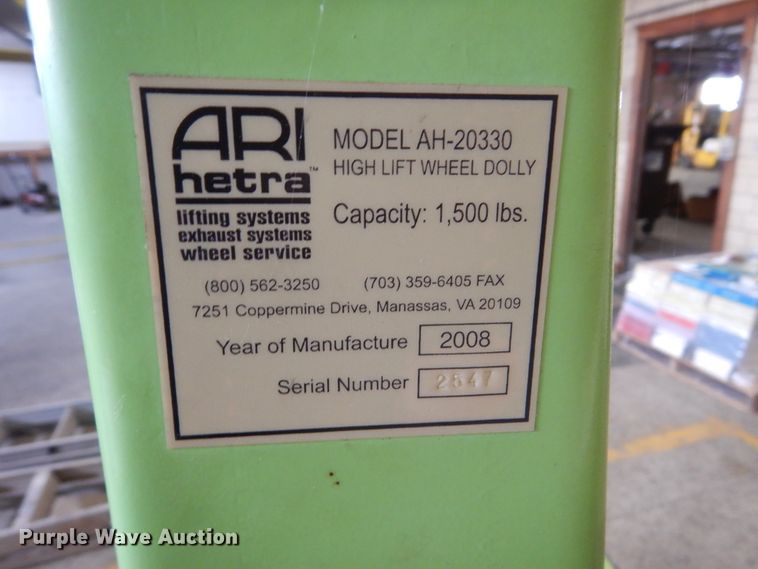 ARI
hetra™
lifting systems
exhaust systems
wheel service
MODEL AH-20330
HIGH LIFT WHEEL DOLLY
Capacity: 1,500 lbs.
(800) 562-3250 (703) 359-6405 FAX
7251 Coppermine Drive, Manassas, VA 20109
Year of Manufacture 2008
Serial Number 2547
Purple Wave Auction